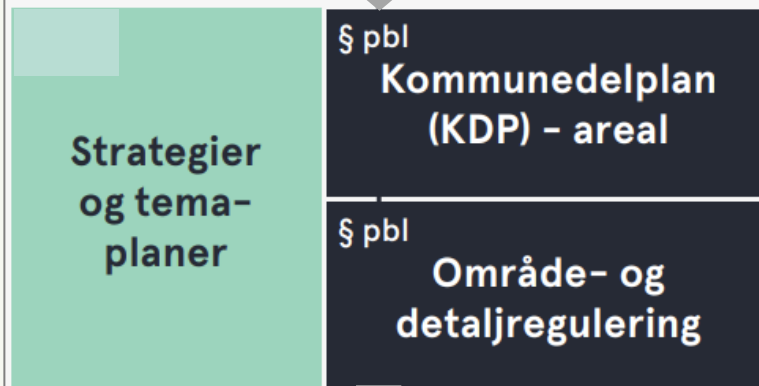 Strategier
og tema-
planer
§ pbl
Kommunedelplan
(KDP) – areal
§ pbl
Område- og
detaljregulering